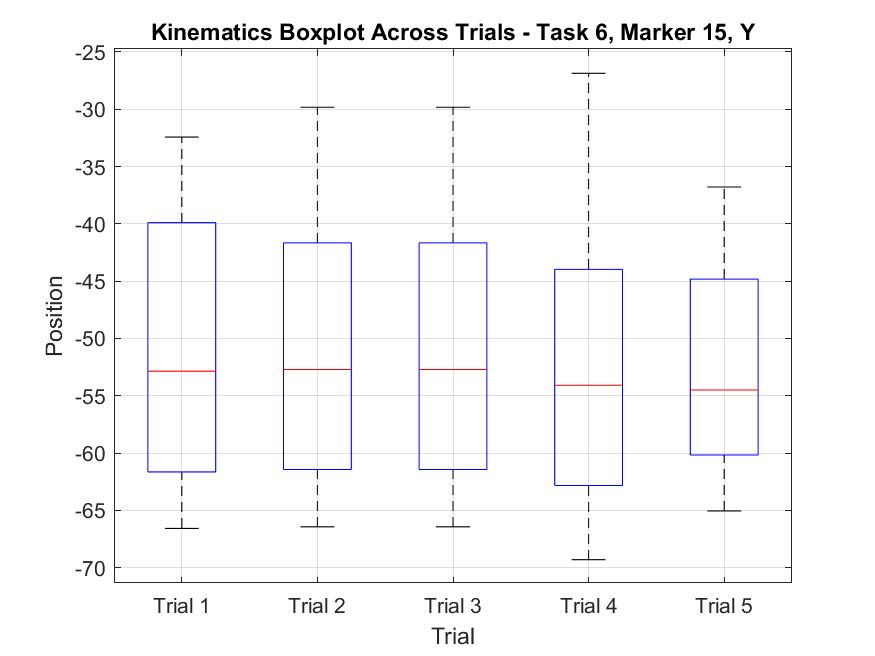 Kinematics Boxplot Across Trials - Task 6, Marker 15, Y
-25
-30
-35
-40
-45
-50
-55
-60
-65
-70
Position
Trial 1 Trial 2 Trial 3 Trial 4 Trial 5
Trial